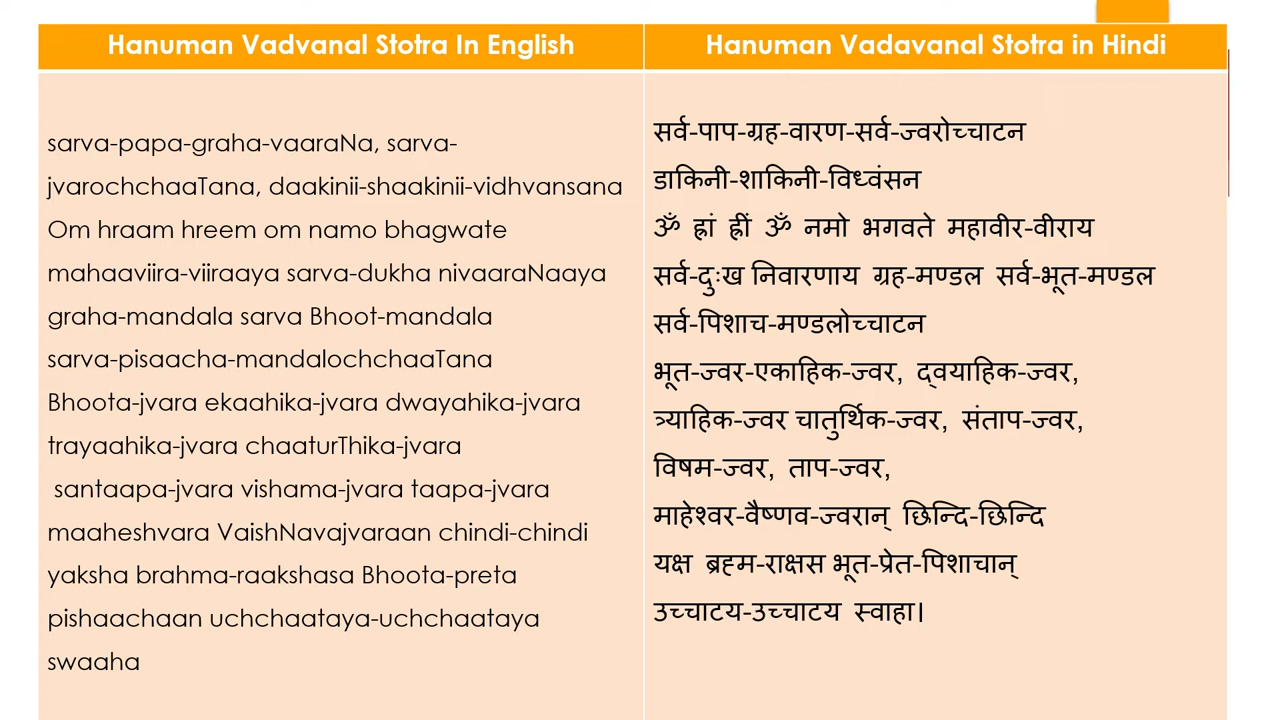 Hanuman Vadvanal Stotra In English
sarva-papa-graha-vaaraNa, sarva-
jvarochchaaTana, daakinii-shaakinii-vidhvansana
Om hraam hreem om namo bhagwate
mahaaviira-viiraaya sarva-dukha nivaaraNaaya
graha-mandala sarva Bhoot-mandala
sarva-pisaacha-mandalochchaaTana
Bhoota-jvara ekaahika-jvara dwayahika-jvara
trayaahika-jvara chaaturThika-jvara
santaapa-jvara vishama-jvara taapa-jvara
maaheshvara VaishNavajvaraan chindi-chindi
yaksha brahma-raakshasa Bhoota-preta
pishaachaan uchchaataya-uchchaataya
swaaha
Hanuman Vadavanal Stotra in Hindi
सर्व-पाप-ग्रह-वारण-सर्व-ज्वरोच्चाटन
डाकिनी-शाकिनी-विध्वंसन
ॐ ह्रां ह्रीं ॐ नमो भगवते महावीर-वीराय
सर्व-दुःख निवारणाय ग्रह-मण्डल सर्व-भूत-मण्डल
सर्व-पिशाच-मण्डलोच्चाटन
भूत-ज्वर-एकाहिक-ज्वर, द्वयाहिक-ज्वर,
त्र्याहिक-ज्वर चातुर्थिक-ज्वर, संताप-ज्वर,
विषम-ज्वर, ताप-ज्वर,
माहेश्वर-वैष्णव-ज्वरान् छिन्दि-छिन्दि
यक्ष ब्रह्म-राक्षस भूत-प्रेत-पिशाचान्
उच्चाटय-उच्चाटय स्वाहा।